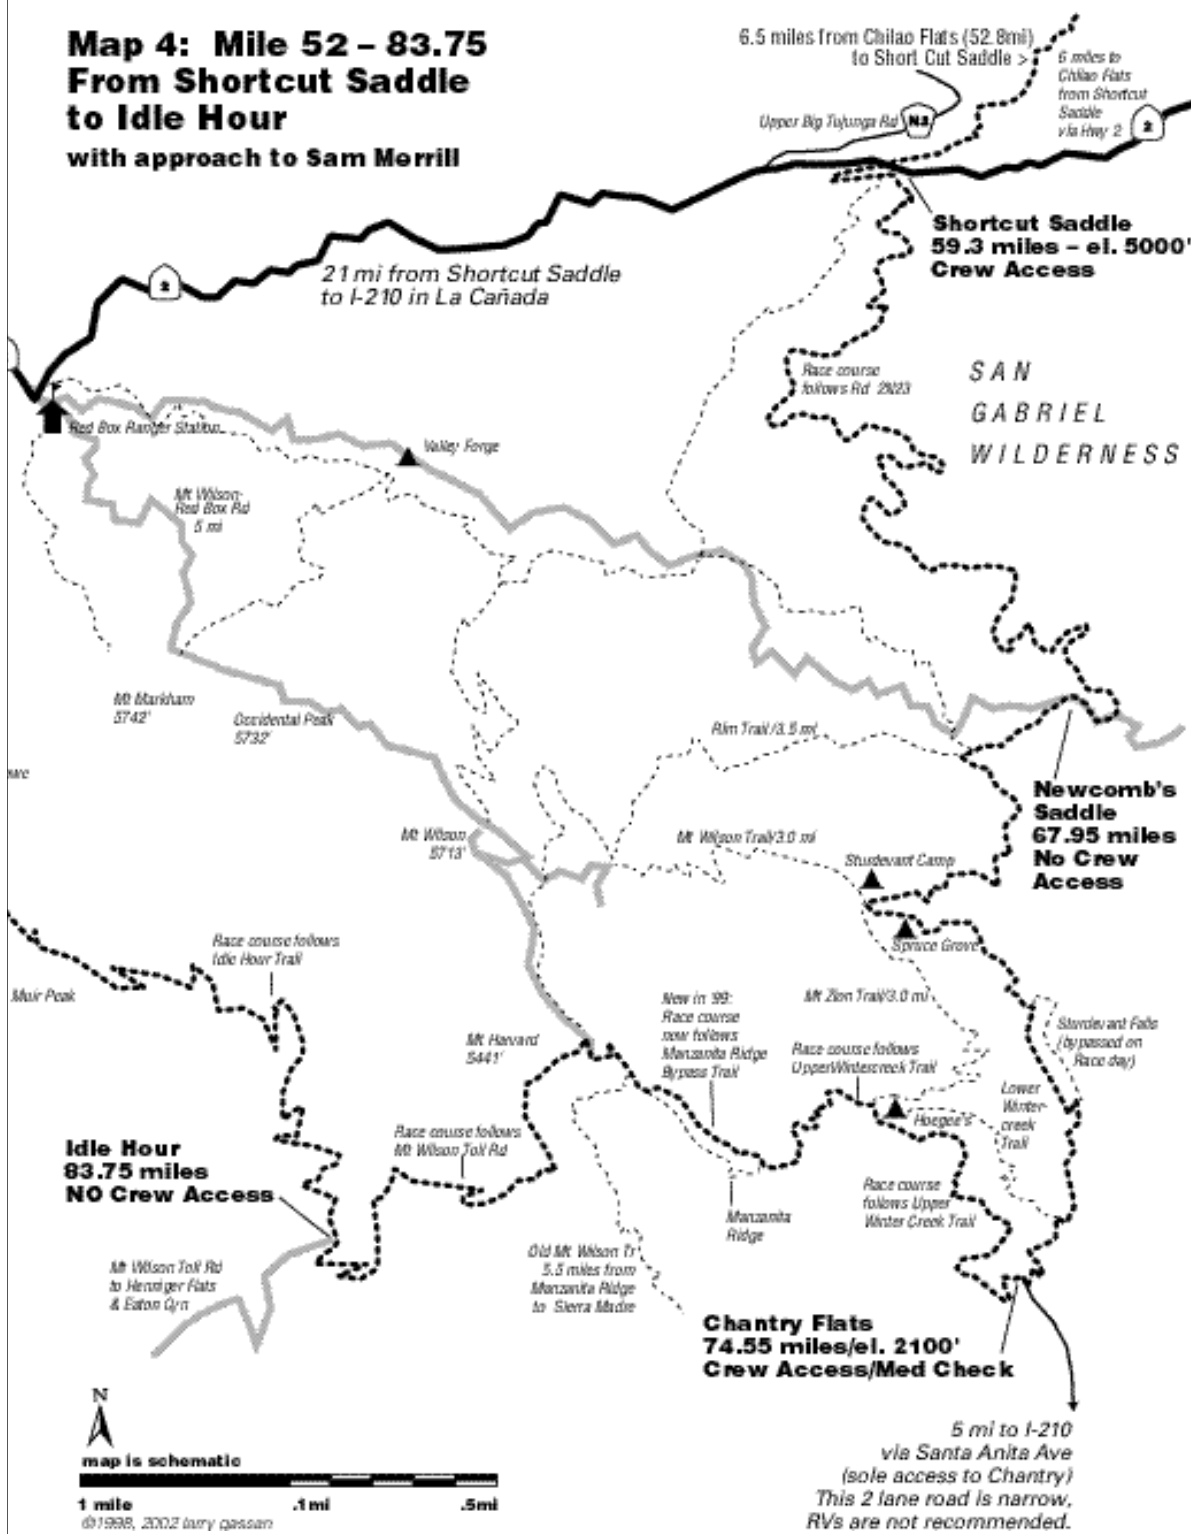 Map 4: Mile 52 – 83.75
From Shortcut Saddle
to Idle Hour
with approach to Sam Merrill
6.5 miles from Chilao Flats (52.8mi)
to Short Cut Saddle >
6 miles to
Chilao Flats
from Shortcut
Saddle
via Hwy 2
Upper Big Tujunga Rd
N3
2
Shortcut Saddle
59.3 miles – el. 5000'
Crew Access
2
21 mi from Shortcut Saddle
to I-210 in La Cañada
Race course
follows Rd 2N23
SAN
GABRIEL
WILDERNESS
Red Box Ranger Station
Valley Forge
Mt Wilson-
Red Box Rd
5 mi
Mt Markham
5742'
Occidental Peak
5732'
Rim Trail/3.5 mi
Newcomb's
Saddle
67.95 miles
No Crew
Access
Mt Wilson
5713'
Mt Wilson Trail/3.0 mi
Sturdevant Camp
Spruce Grove
Race course follows
Idle Hour Trail
Muir Peak
Mt Harvard
5441'
New in '99:
Race course
now follows
Manzanita Ridge
Bypass Trail
Mt Zion Trail/3.0 mi
Race course follows
UpperWintercreek Trail
Sturdevant Falls
(bypassed on
Race day)
Lower
Winter-
creek
Trail
Hoegee's
Race course follows
Mt Wilson Toll Rd
Idle Hour
83.75 miles
NO Crew Access
Race course
follows Upper
Winter Creek Trail
Manzanita
Ridge
Mt Wilson Toll Rd
to Henniger Flats
& Eaton Cyn
Old Mt Wilson Tr
5.5 miles from
Manzanita Ridge
to Sierra Madre
Chantry Flats
74.55 miles/el. 2100'
Crew Access/Med Check
N
map is schematic
1 mile .1mi .5mi
©1998, 2002 larry gassan
5 mi to I-210
via Santa Anita Ave
(sole access to Chantry)
This 2 lane road is narrow,
RVs are not recommended.